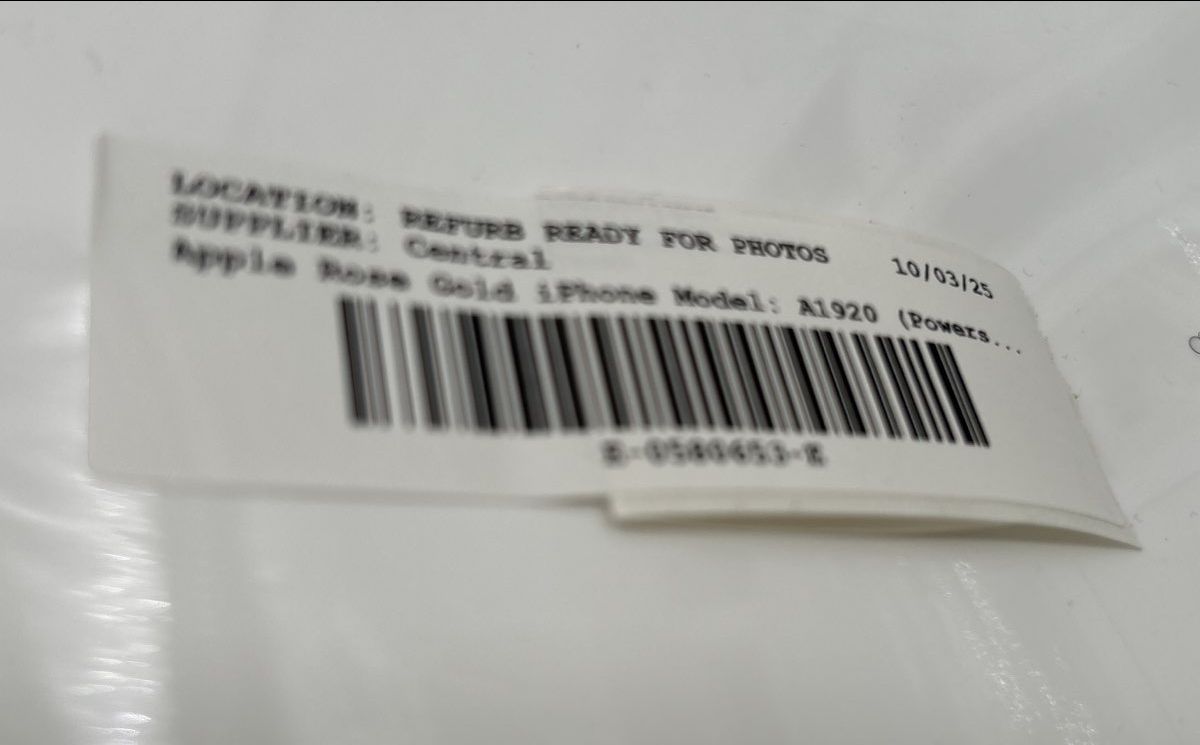 LOCATION: REFURB READY FOR PHOTOS
10/03/25
SUPPLIER: Central
Apple Rose Gold iPhone Model: A1920 (Powers...